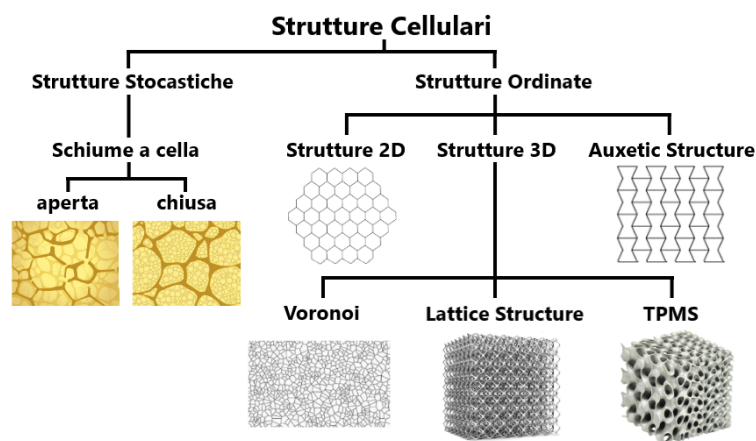 Strutture Cellulari
Strutture Stocastiche
Strutture Ordinate
Schiume a cella
Strutture 2D
Strutture 3D
Auxetic Structure
aperta
chiusa
Voronoi
Lattice Structure
TPMS
2